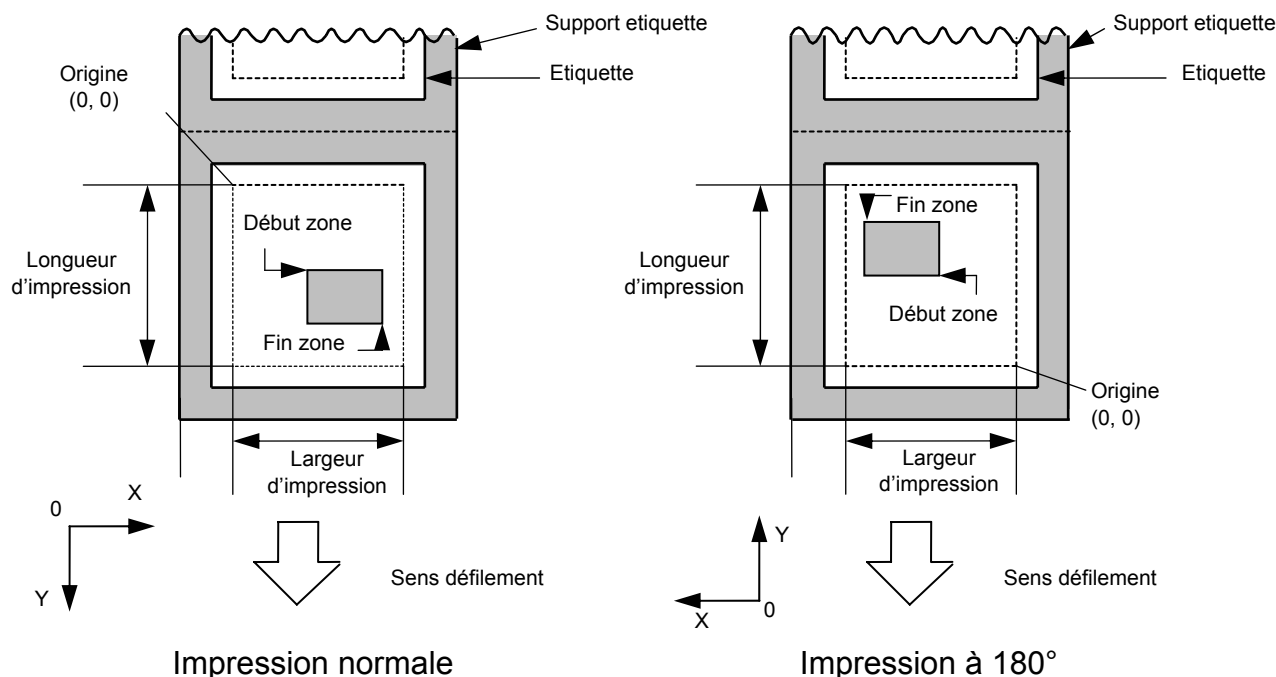 Support etiquette
Etiquette
Origine
(0, 0)
Début zone
Longueur
d’impression
Fin zone
Largeur
d’impression
0
X
Y
Sens défilement
Impression normale
Support etiquette
Etiquette
Fin zone
Longueur
d’impression
Début zone
Origine
(0, 0)
Largeur
d’impression
Y
X
0
Sens défilement
Impression à 180°